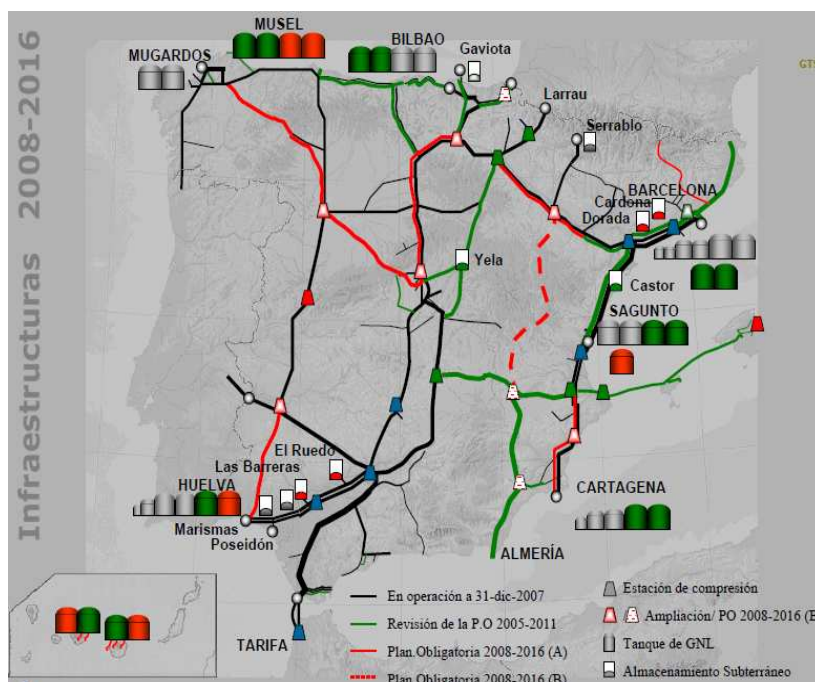 Infraestructuras 2008-2016
MUSEL
MUGARDOS
BILBAO
Gaviota
GTS
Larrau
Serrablo
BARCELONA
Cardona
Dorada
Yela
Castor
SAGUNTO
El Ruedo
Las Barreras
HUELVA
CARTAGENA
Marismas
Poseidón
ALMERÍA
TARIFA
En operación a 31-dic-2007
Revisión de la P.O 2005-2011
Plan.Obligatoria 2008-2016 (A)
Plan Obligatoria 2008-2016 (B)
Estación de compresión
Ampliación/ PO 2008-2016 (B
Tanque de GNL
Almacenamiento Subterráneo